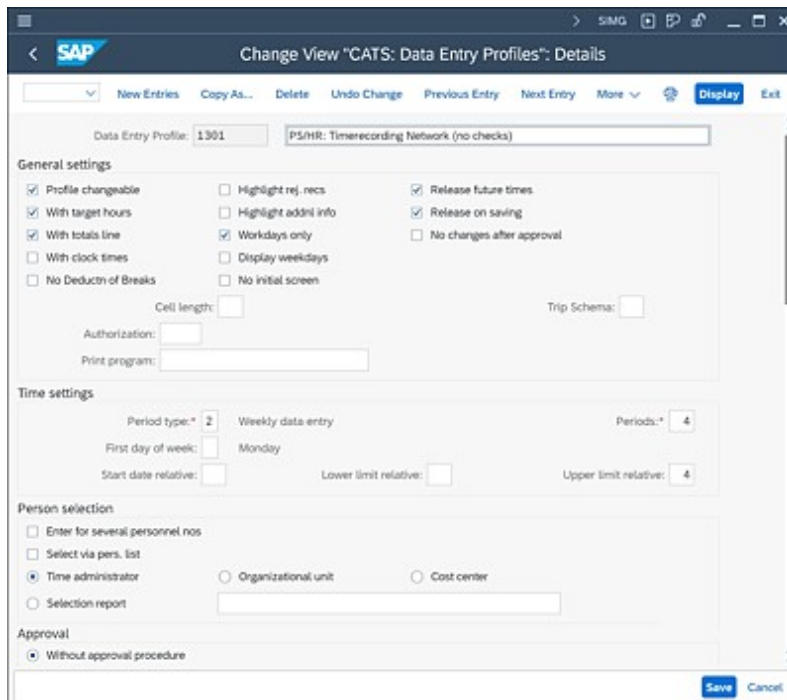 SIMG
SAP Change View "CATS: Data Entry Profiles": Details
New Entries Copy As... Delete Undo Change Previous Entry Next Entry More Display Exit
Data Entry Profile: 1301 PS/HR: Timerecording Network (no checks)
General settings
Profile changeable Highlight rej. recs Release future times
With target hours Highlight addnl info Release on saving
With totals line Workdays only No changes after approval
With clock times Display weekdays
No Deductn of Breaks No initial screen
Cell length: Trip Schema:
Authorization:
Print program:
Time settings
Period type:* 2 Weekly data entry Periods:* 4
First day of week: Monday
Start date relative: Lower limit relative: Upper limit relative: 4
Person selection
Enter for several personnel nos
Select via pers. list
Time administrator Organizational unit Cost center
Selection report
Approval
Without approval procedure
Save Cancel